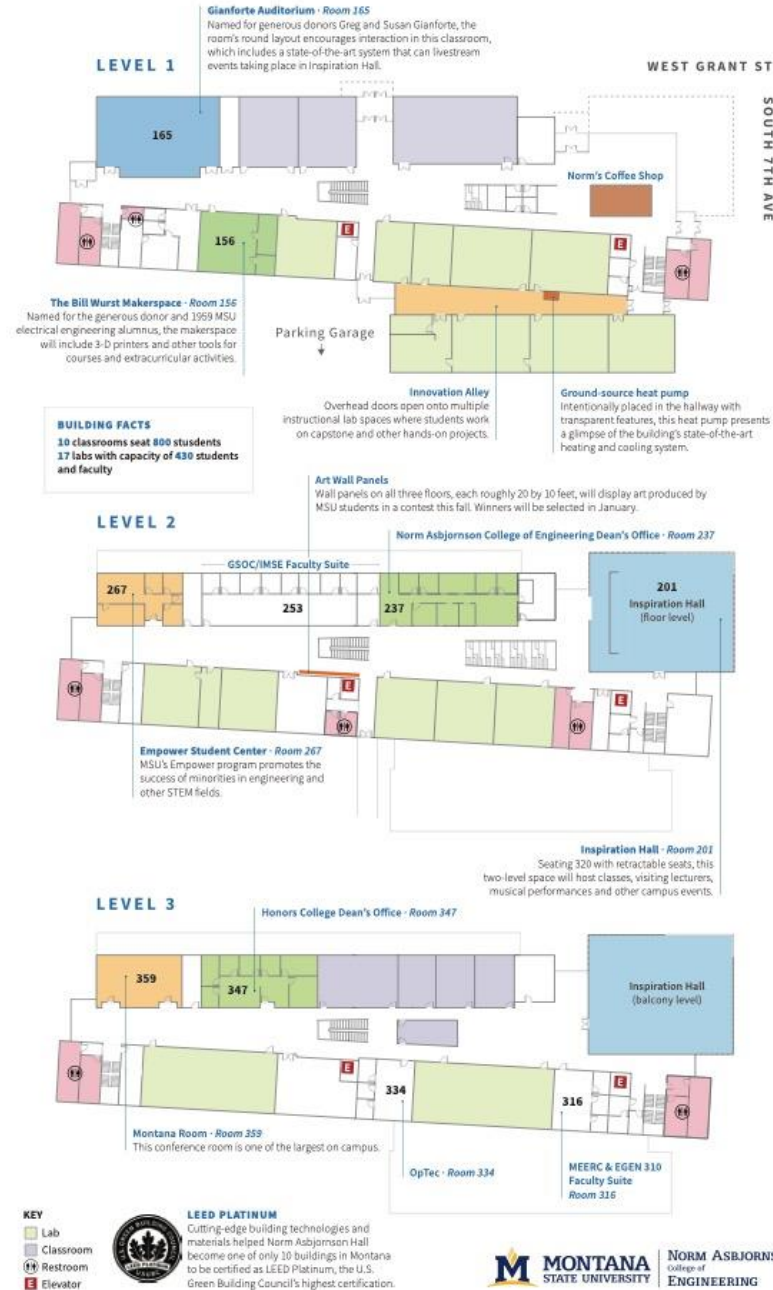 Gianforte Auditorium · Room 165
Named for generous donors Greg and Susan Gianforte, the
room's round layout encourages interaction in this classroom,
which includes a state-of-the-art system that can livestream
events taking place in Inspiration Hall.
LEVEL 1
WEST GRANT ST
SOUTH 7TH AVE
165
Norm's Coffee Shop
E
E
156
The Bill Wurst Makerspace · Room 156
Named for the generous donor and 1959 MSU
electrical engineering alumnus, the makerspace
will include 3-D printers and other tools for
courses and extracurricular activities.
Parking Garage
Innovation Alley
Overhead doors open onto multiple
instructional lab spaces where students work
on capstone and other hands-on projects.
Ground-source heat pump
Intentionally placed in the hallway with
transparent features, this heat pump presents
a glimpse of the building's state-of-the-art
heating and cooling system.
BUILDING FACTS
10 classrooms seat 800 stusdents
17 labs with capacity of 430 students
and faculty
Art Wall Panels
Wall panels on all three floors, each roughly 20 by 10 feet, will display art produced by
MSU students in a contest this fall. Winners will be selected in January.
LEVEL 2
Norm Asbjornson College of Engineering Dean's Office · Room 237
GSOC/IMSE Faculty Suite
267
253
237
201
Inspiration Hall
(floor level)
E
E
Empower Student Center · Room 267
MSU's Empower program promotes the
success of minorities in engineering and
other STEM fields.
Inspiration Hall · Room 201
Seating 320 with retractable seats, this
two-level space will host classes, visiting lecturers,
musical performances and other campus events.
LEVEL 3
Honors College Dean's Office · Room 347
359
347
Inspiration Hall
(balcony level)
E
334
316
E
Montana Room · Room 359
This conference room is one of the largest on campus.
OpTec · Room 334
MEERC & EGEN 310
Faculty Suite
Room 316
KEY
Lab
Classroom
Restroom
E Elevator
U.S. GREEN BUILDING COUNCIL
LEED PLATINUM
USGBC
LEED PLATINUM
Cutting-edge building technologies and
materials helped Norm Asbjornson Hall
become one of only 10 buildings in Montana
to be certified as LEED Platinum, the U.S.
Green Building Council's highest certification.
M
MONTANA
STATE UNIVERSITY
NORM ASBJORNS
College of
ENGINEERING